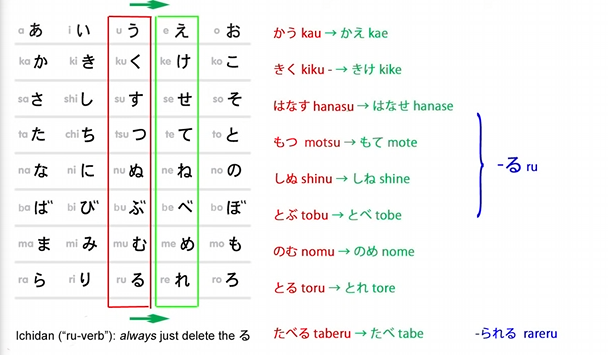 a あ i い u う e え o お かう kau → かえ kae
ka か ki き ku く ke け ko こ きく kiku - → きけ kike
sa さ shi し su す se せ so そ はなす hanasu → はなせ hanase
ta た chi ち tsu つ te て to と もつ motsu → もて mote
na な ni に nu ぬ ne ね no の しぬ shinu → しね shine -る ru
ba ば bi び bu ぶ be べ bo ぼ とぶ tobu → とべ tobe
ma ま mi み mu む me め mo も のむ nomu → のめ nome
ra ら ri り ru る re れ ro ろ とる toru → とれ tore
Ichidan ("ru-verb"): always just delete the る たべる taberu → たべ tabe -られる rareru